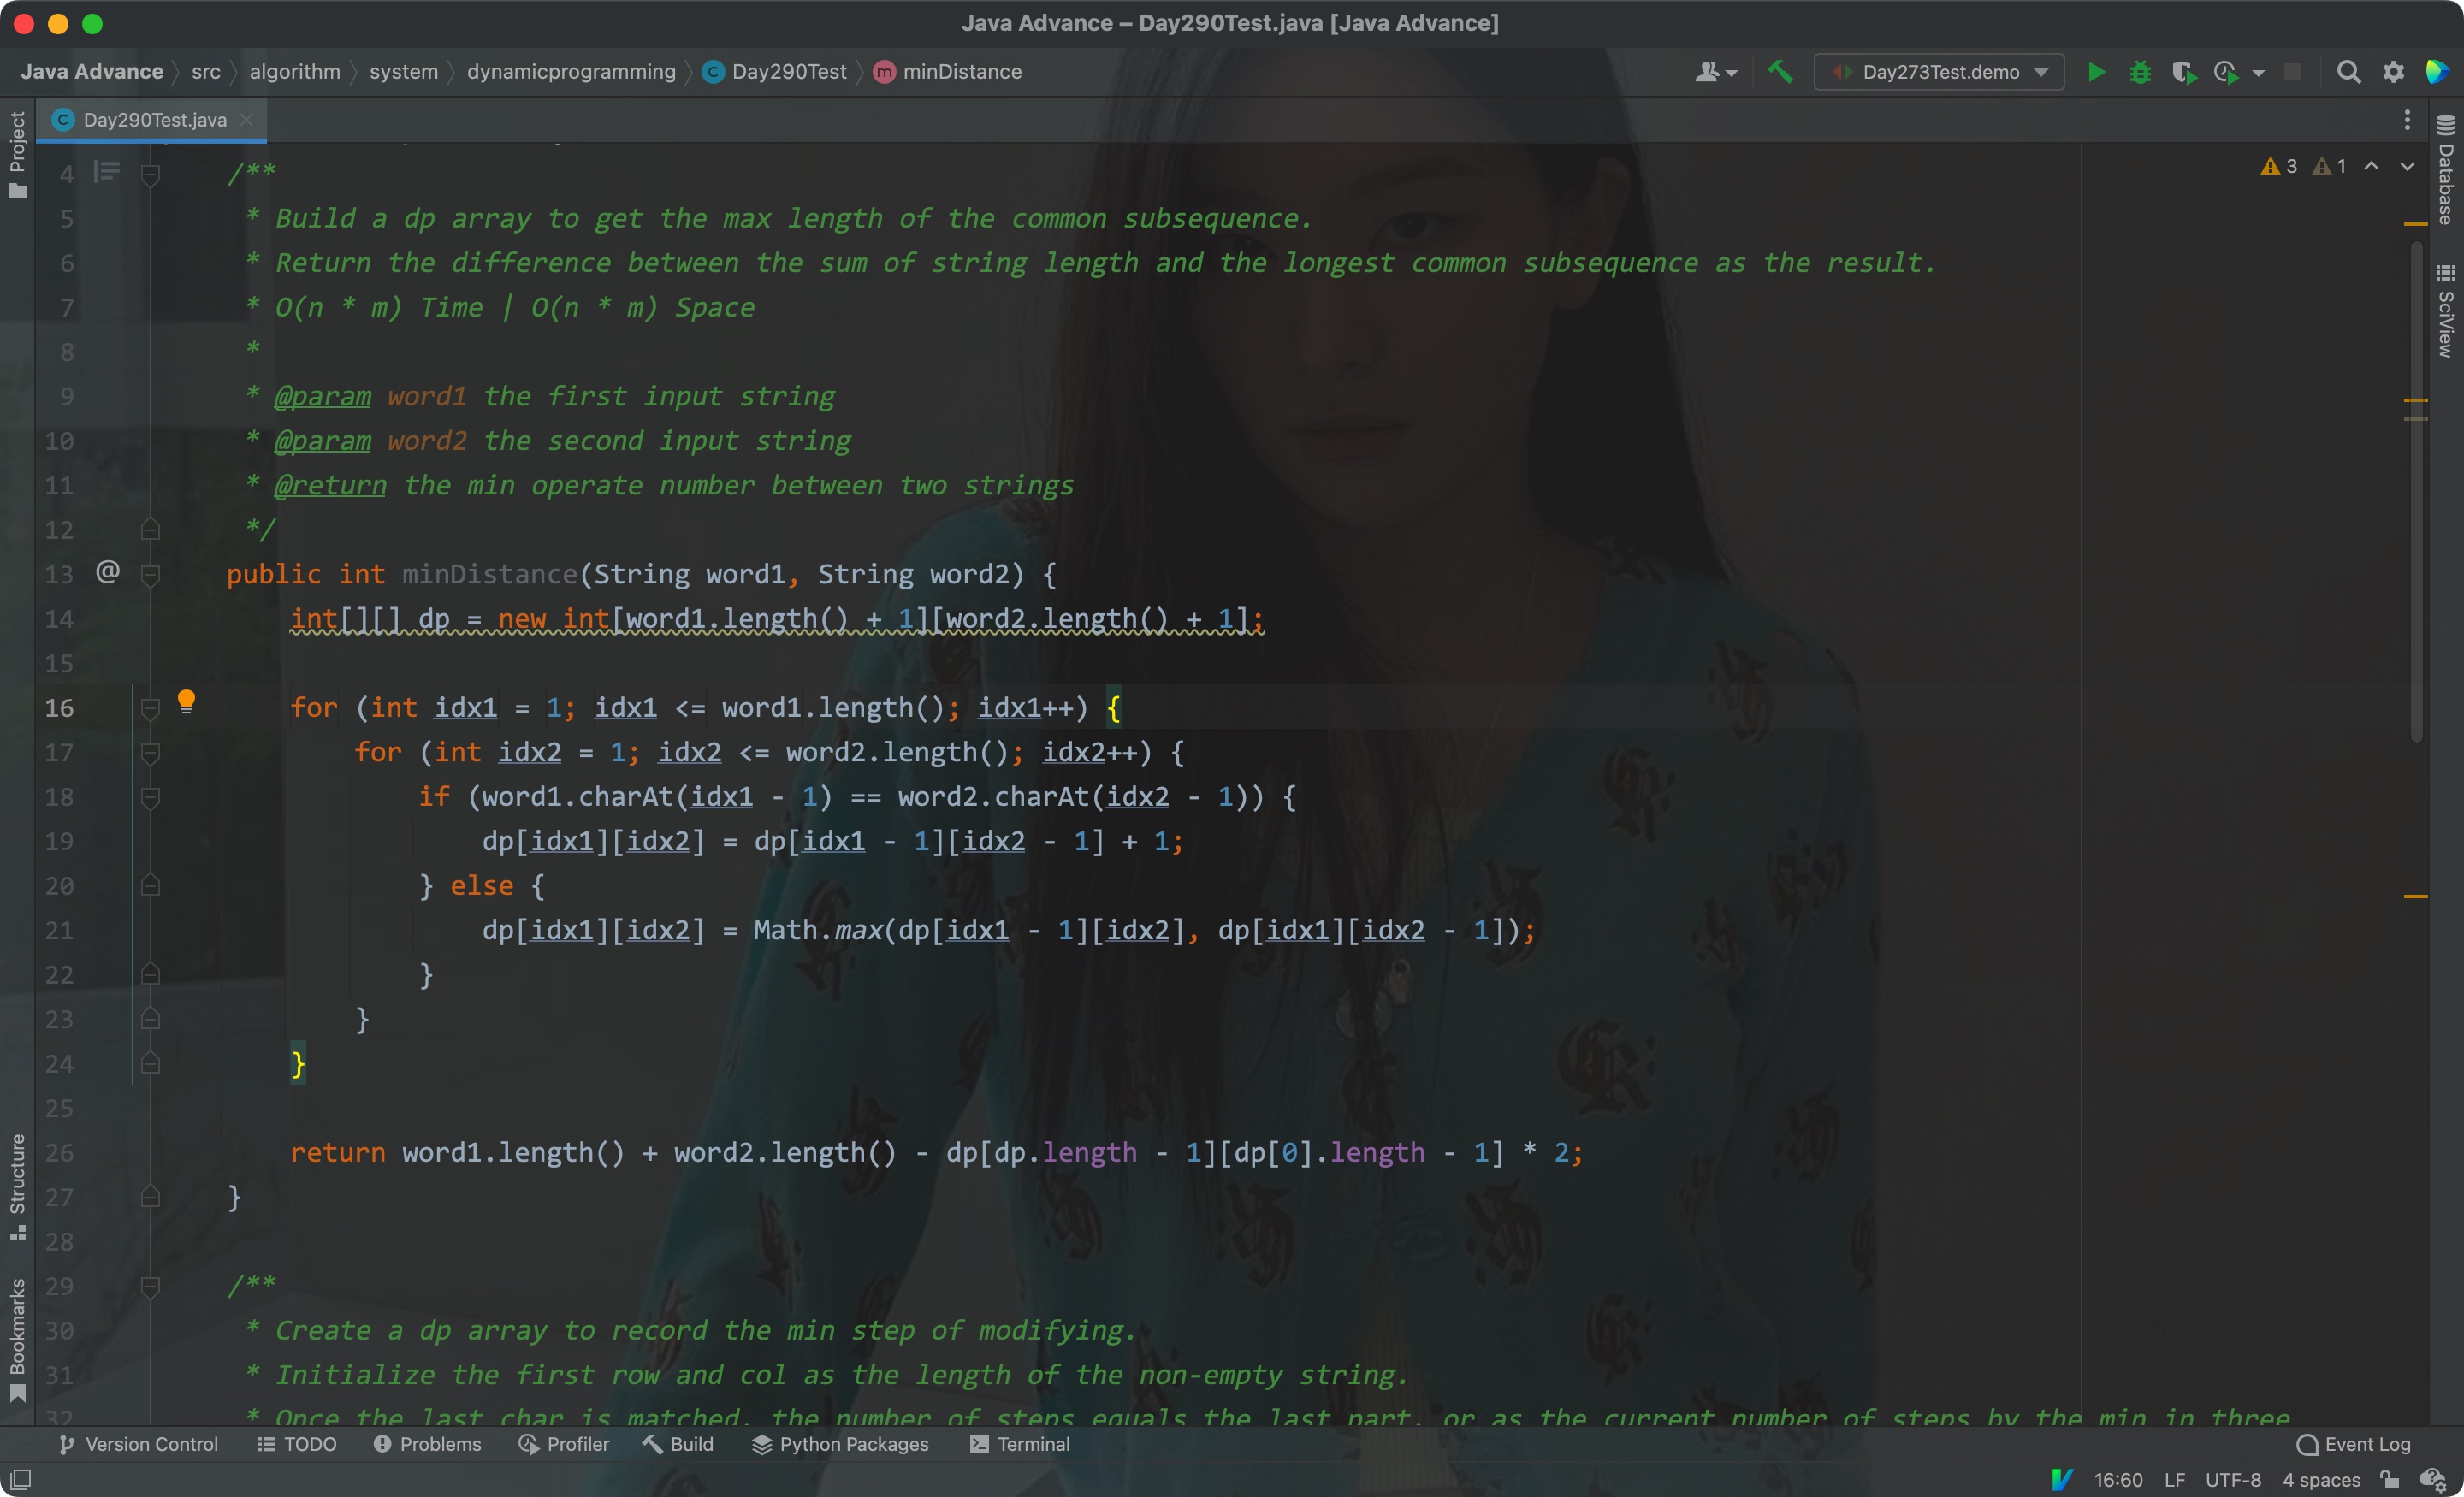 Java Advance – Day290Test.java [Java Advance]
Java Advance src algorithm system dynamicprogramming C Day290Test m minDistance Day273Test.demo
C Day290Test.java
Project
Database
SciView
Structure
Bookmarks
3 1
4 /**
5 * Build a dp array to get the max length of the common subsequence.
6 * Return the difference between the sum of string length and the longest common subsequence as the result.
7 * O(n * m) Time | O(n * m) Space
8 *
9 * @param word1 the first input string
10 * @param word2 the second input string
11 * @return the min operate number between two strings
12 */
13 @ public int minDistance(String word1, String word2) {
14 int[][] dp = new int[word1.length() + 1][word2.length() + 1];
15
16 for (int idx1 = 1; idx1 <= word1.length(); idx1++) {
17 for (int idx2 = 1; idx2 <= word2.length(); idx2++) {
18 if (word1.charAt(idx1 - 1) == word2.charAt(idx2 - 1)) {
19 dp[idx1][idx2] = dp[idx1 - 1][idx2 - 1] + 1;
20 } else {
21 dp[idx1][idx2] = Math.max(dp[idx1 - 1][idx2], dp[idx1][idx2 - 1]);
22 }
23 }
24 }
25
26 return word1.length() + word2.length() - dp[dp.length - 1][dp[0].length - 1] * 2;
27 }
28
29 /**
30 * Create a dp array to record the min step of modifying.
31 * Initialize the first row and col as the length of the non-empty string.
32 * Once the last char is matched, the number of steps equals the last part, or as the current number of steps by the min in three
Version Control TODO Problems Profiler Build Python Packages Terminal Event Log
16:60 LF UTF-8 4 spaces